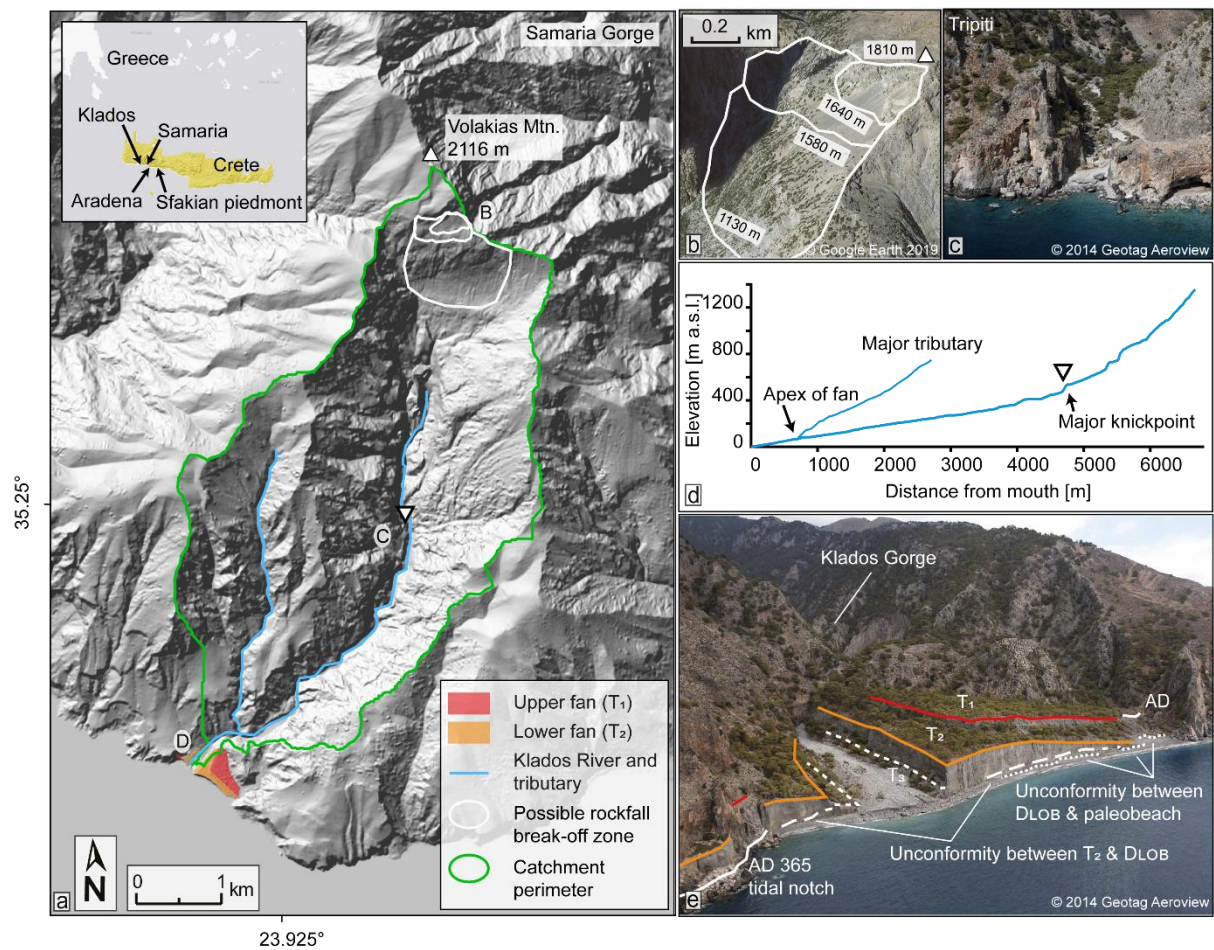 Samaria Gorge
Greece
Klados
Samaria
Crete
Aradena
Sfakian piedmont
Volakias Mtn.
2116 m
B
C
D
35.25°
23.925°
Upper fan (T₁)
Lower fan (T₂)
Klados River and
tributary
Possible rockfall
break-off zone
Catchment
perimeter
N
0 1
km
a
0.2 km
1810 m
1640 m
1580 m
1130 m
b
© Google Earth 2019
Tripiti
c
© 2014 Geotag Aeroview
Elevation [m a.s.l.]
1200
800
400
0
Major tributary
Apex of fan
Major knickpoint
0 1000 2000 3000 4000 5000 6000
Distance from mouth [m]
d
Klados Gorge
T₁
AD
T₂
T₃
Unconformity between
DLOB & paleobeach
Unconformity between T₂ & DLOB
AD 365
tidal notch
e
© 2014 Geotag Aeroview